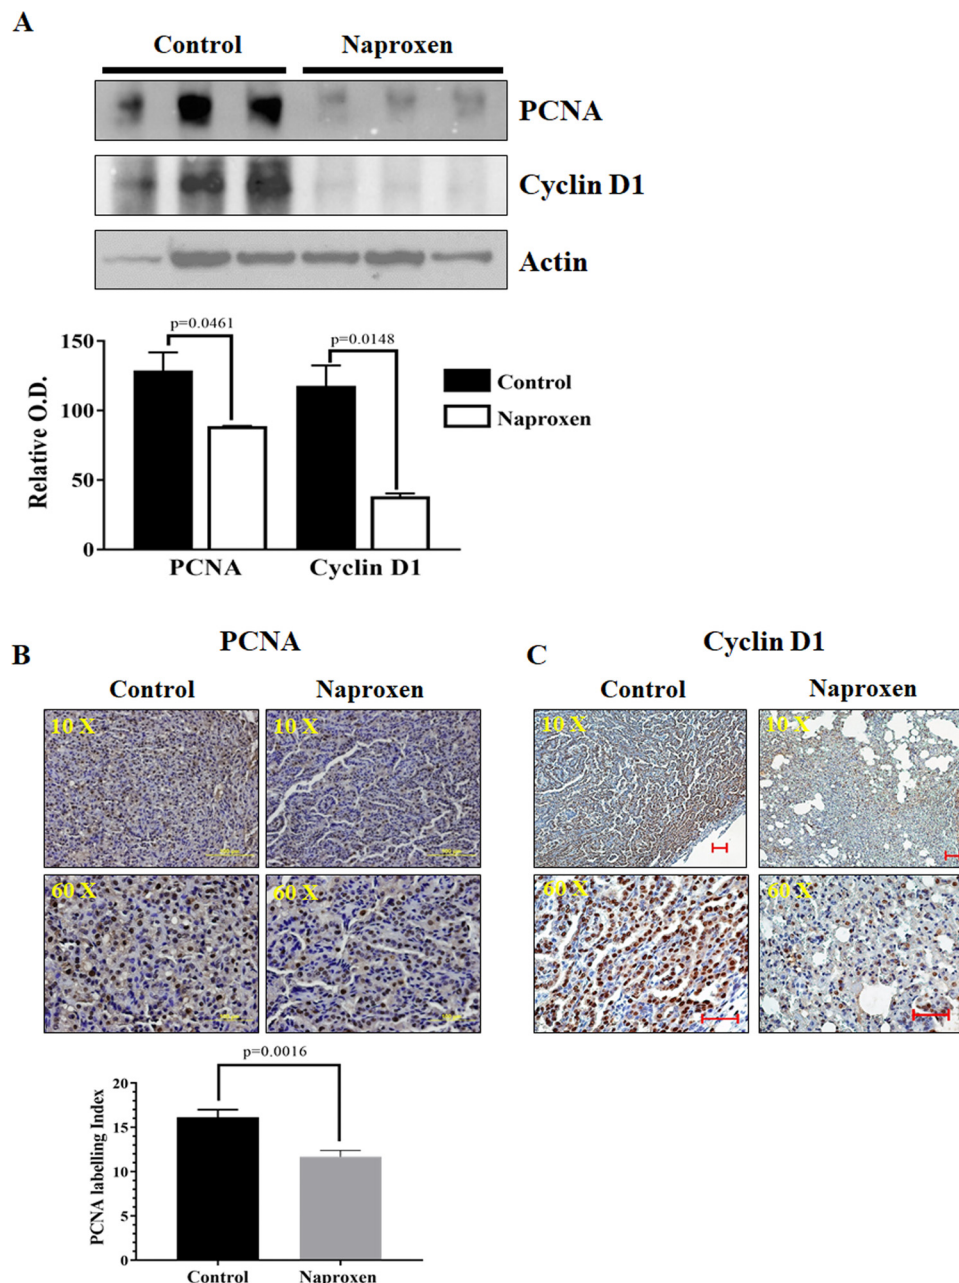 A
Control Naproxen
PCNA
Cyclin D1
Actin
p=0.0461
p=0.0148
150
100
50
0
Relative O.D.
Control
Naproxen
PCNA Cyclin D1
B PCNA
Control Naproxen
10 X 10 X
60 X 60 X
C Cyclin D1
Control Naproxen
10 X 10 X
60 X 60 X
p=0.0016
20
15
10
5
0
PCNA labelling Index
Control Naproxen